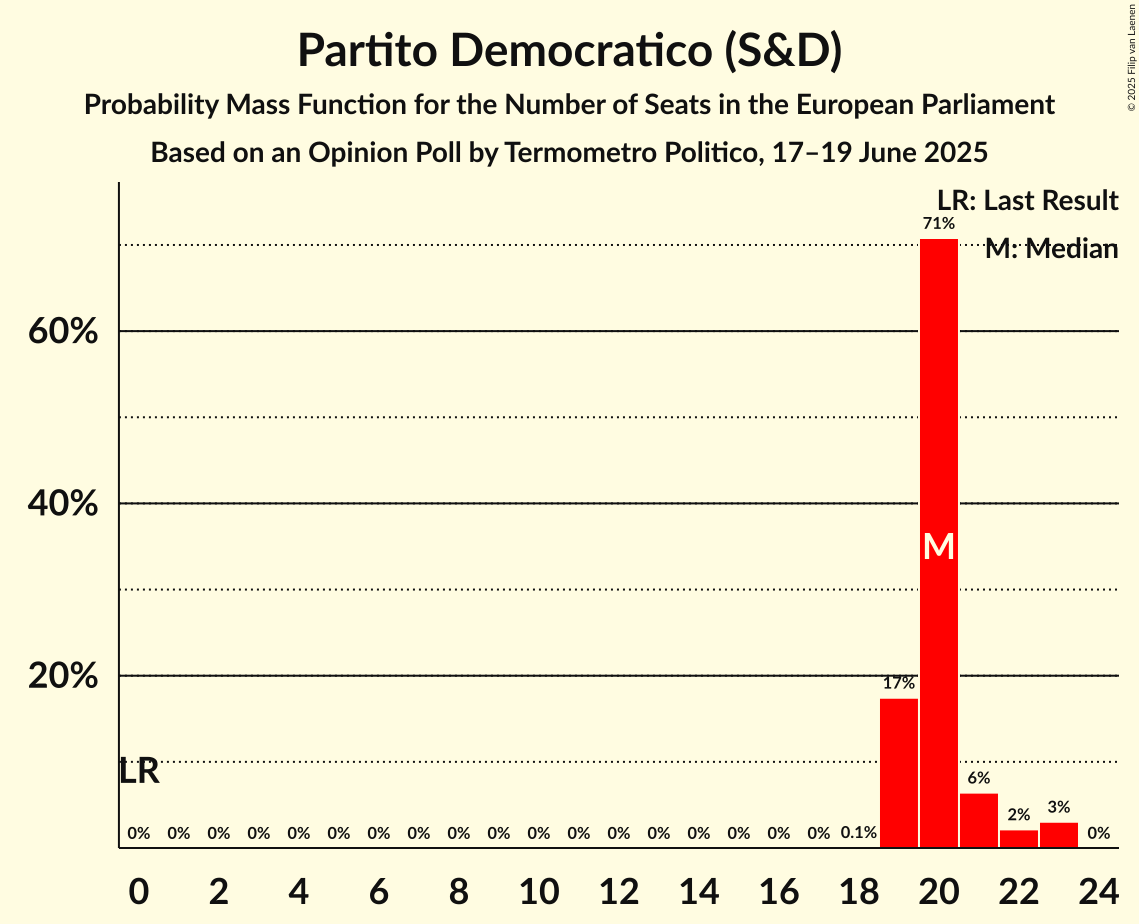 Partito Democratico (S&D)
Probability Mass Function for the Number of Seats in the European Parliament
Based on an Opinion Poll by Termometro Politico, 17–19 June 2025
© 2025 Filip van Laenen
LR: Last Result
M: Median
71%
60%
40%
M
20%
17%
LR
6%
3%
2%
0% 0% 0% 0% 0% 0% 0% 0% 0% 0% 0% 0% 0% 0% 0% 0% 0% 0% 0.1% 0%
0 2 4 6 8 10 12 14 16 18 20 22 24